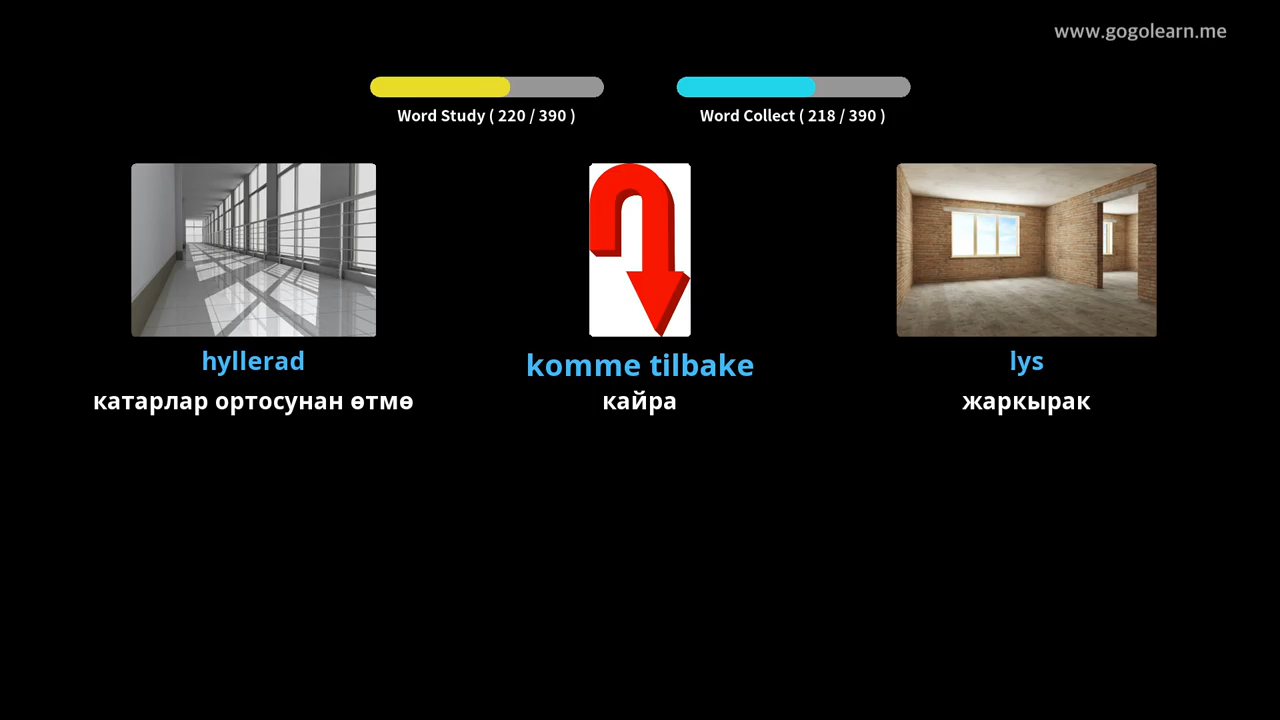 www.gogolearn.me
Word Study ( 220 / 390 )
Word Collect ( 218 / 390 )
hyllerad
komme tilbake
lys
катарлар ортосунан өтмө
кайра
жаркырак